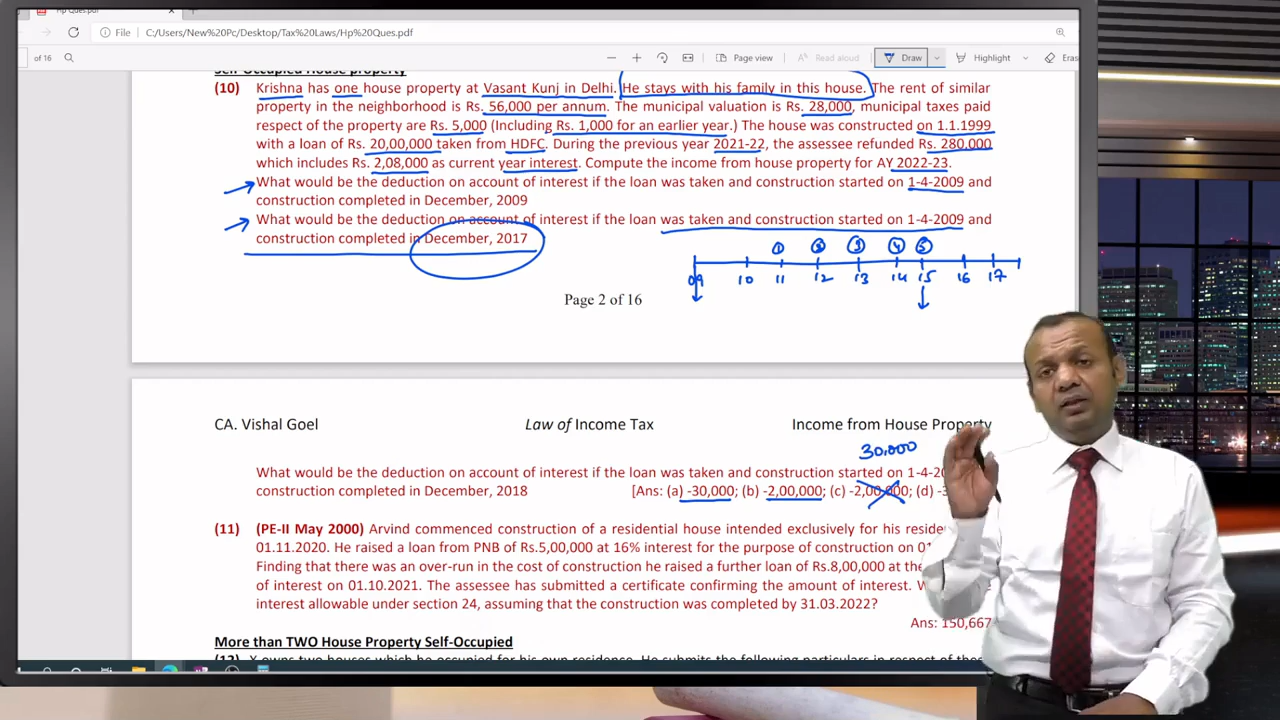 Hp Ques.pdf
File C:/Users/New%20Pc/Desktop/Tax%20Laws/Hp%20Ques.pdf
of 16 Page view Read aloud Draw Highlight
Self-Occupied House property
(10) Krishna has one house property at Vasant Kunj in Delhi. He stays with his family in this house. The rent of similar
property in the neighborhood is Rs. 56,000 per annum. The municipal valuation is Rs. 28,000, municipal taxes paid
respect of the property are Rs. 5,000 (Including Rs. 1,000 for an earlier year.) The house was constructed on 1.1.1999
with a loan of Rs. 20,00,000 taken from HDFC. During the previous year 2021-22, the assessee refunded Rs. 280,000
which includes Rs. 2,08,000 as current year interest. Compute the income from house property for AY 2022-23.
What would be the deduction on account of interest if the loan was taken and construction started on 1-4-2009 and
construction completed in December, 2009
What would be the deduction on account of interest if the loan was taken and construction started on 1-4-2009 and
construction completed in December, 2017
① ② ③ ④ ⑤
09 10 11 12 13 14 15 16 17
Page 2 of 16
CA. Vishal Goel Law of Income Tax Income from House Property
30,000
What would be the deduction on account of interest if the loan was taken and construction started on 1-4-20
construction completed in December, 2018 [Ans: (a) -30,000; (b) -2,00,000; (c) -2,00,000; (d) -3
(11) (PE-II May 2000) Arvind commenced construction of a residential house intended exclusively for his
01.11.2020. He raised a loan from PNB of Rs.5,00,000 at 16% interest for the purpose of construction on
Finding that there was an over-run in the cost of construction he raised a further loan of Rs.8,00,000 at the
of interest on 01.10.2021. The assessee has submitted a certificate confirming the amount of interest.
interest allowable under section 24, assuming that the construction was completed by 31.03.2022?
Ans: 150,667
More than TWO House Property Self-Occupied